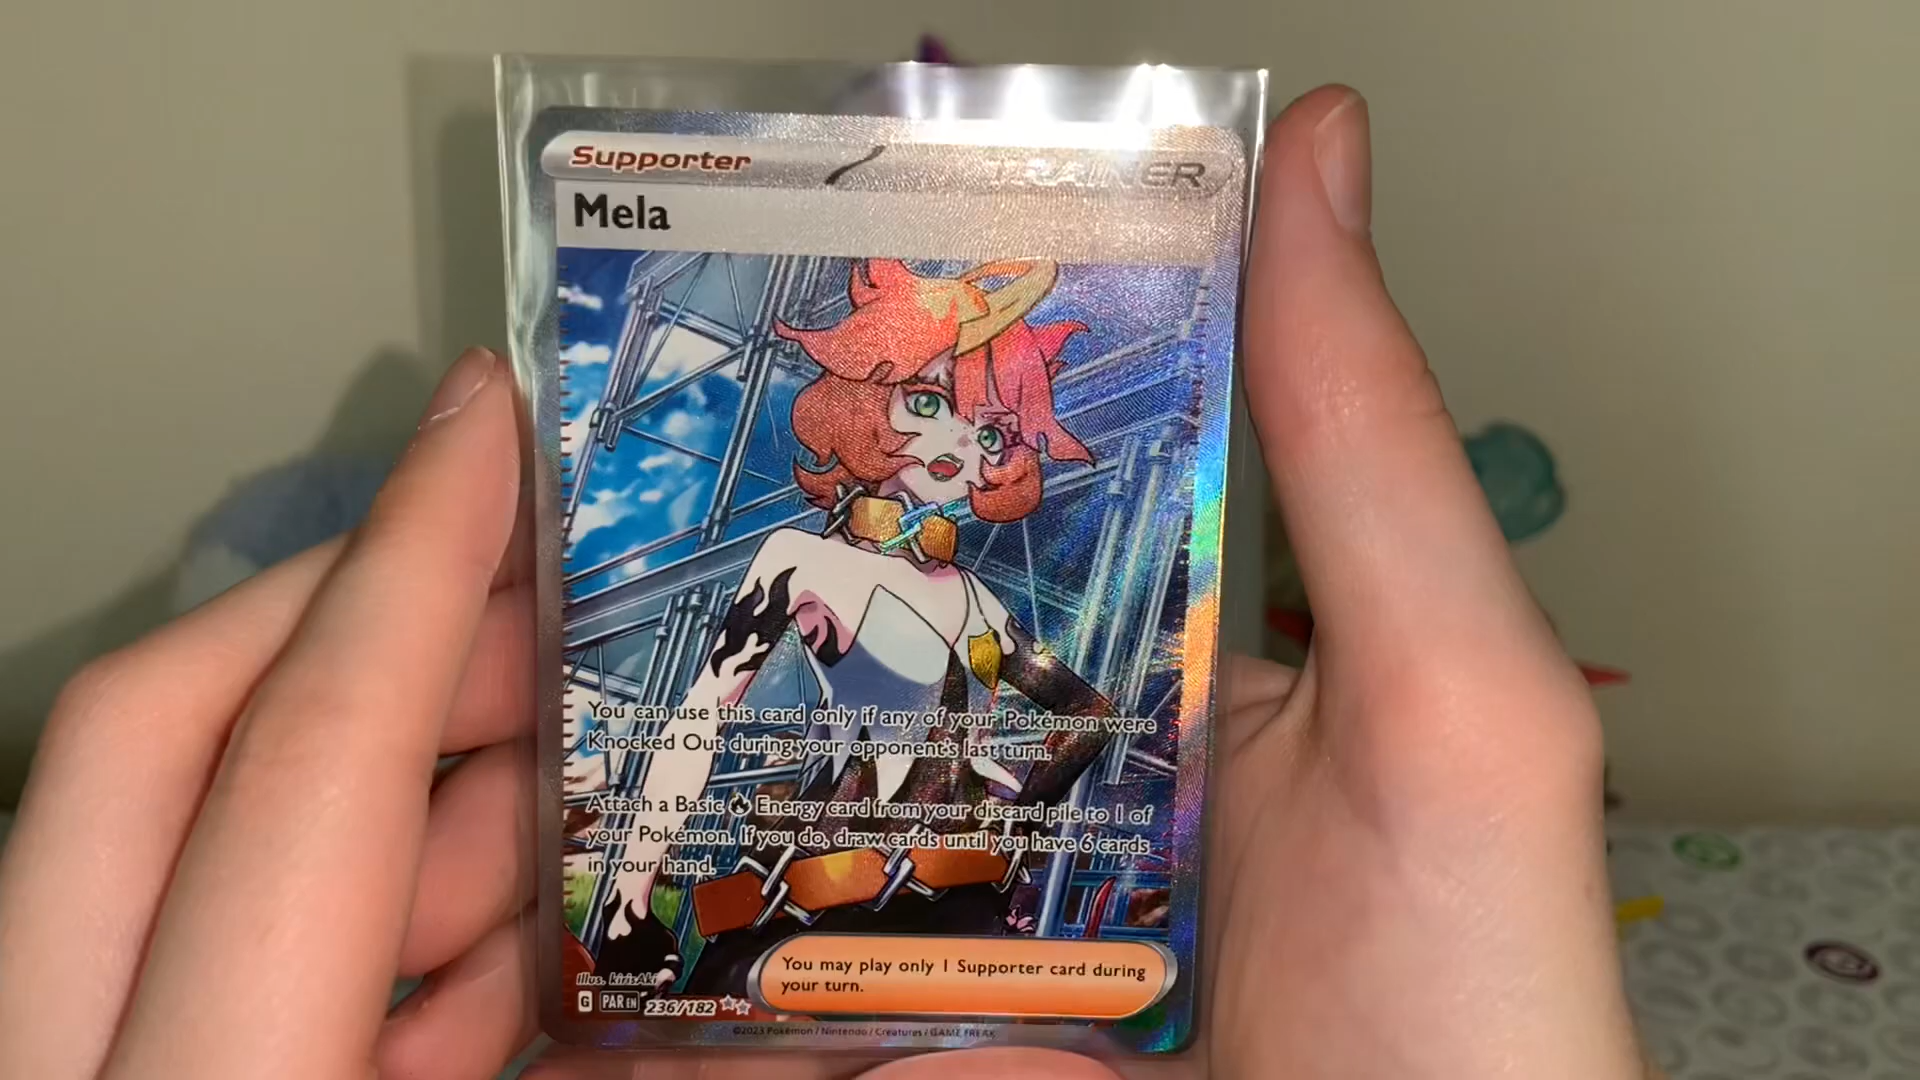 Supporter
TRAINER
Mela
You can use this card only if any of your Pokémon were
Knocked Out during your opponent's last turn.
Attach a Basic Energy card from your discard pile to 1 of
your Pokémon. If you do, draw cards until you have 6 cards
in your hand.
You may play only 1 Supporter card during
your turn.
Illus. kirisAki
G PAR EN 236/182
©2023 Pokémon / Nintendo / Creatures / GAME FREAK